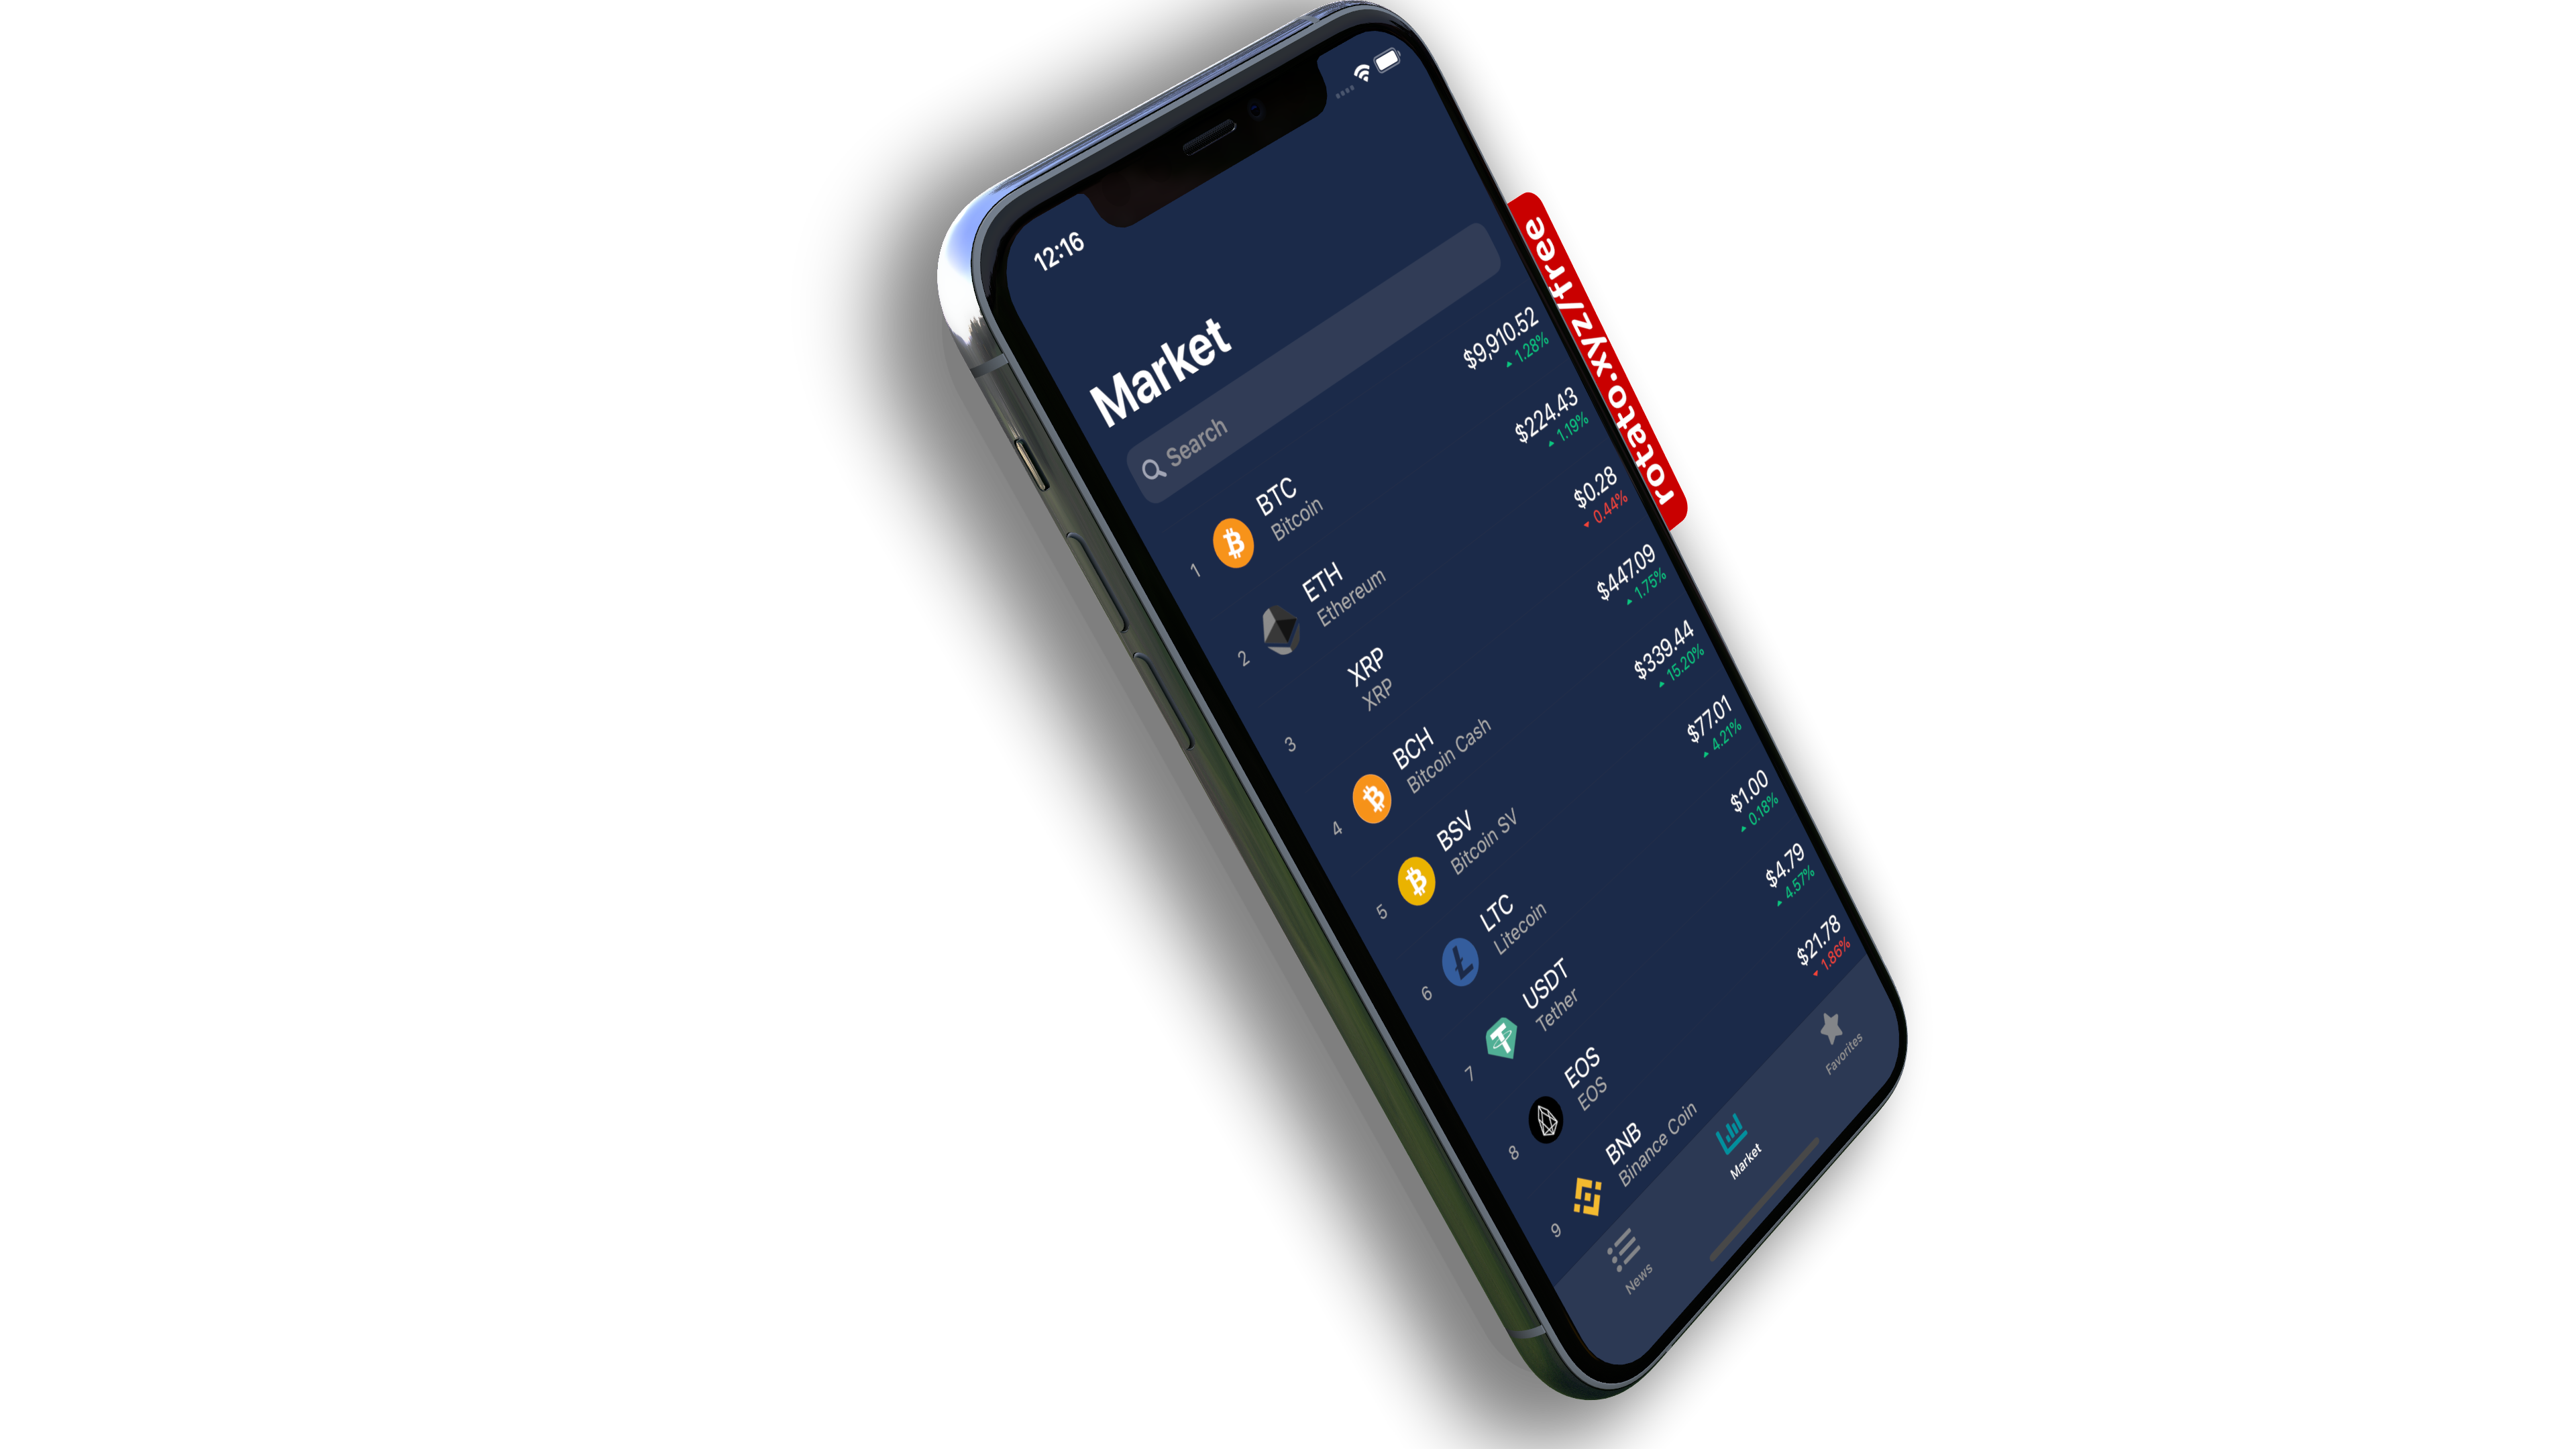 12:16
Market
Search
1
BTC
Bitcoin
$9,910.52
1.28%
2
ETH
Ethereum
$224.43
1.19%
3
XRP
XRP
$0.28
0.44%
4
BCH
Bitcoin Cash
$447.09
1.75%
5
BSV
Bitcoin SV
$339.44
15.20%
6
LTC
Litecoin
$77.01
4.21%
7
USDT
Tether
$1.00
0.18%
8
EOS
EOS
$4.79
4.57%
9
BNB
Binance Coin
$21.78
1.86%
News
Market
Favorites
rotato.xyz/free